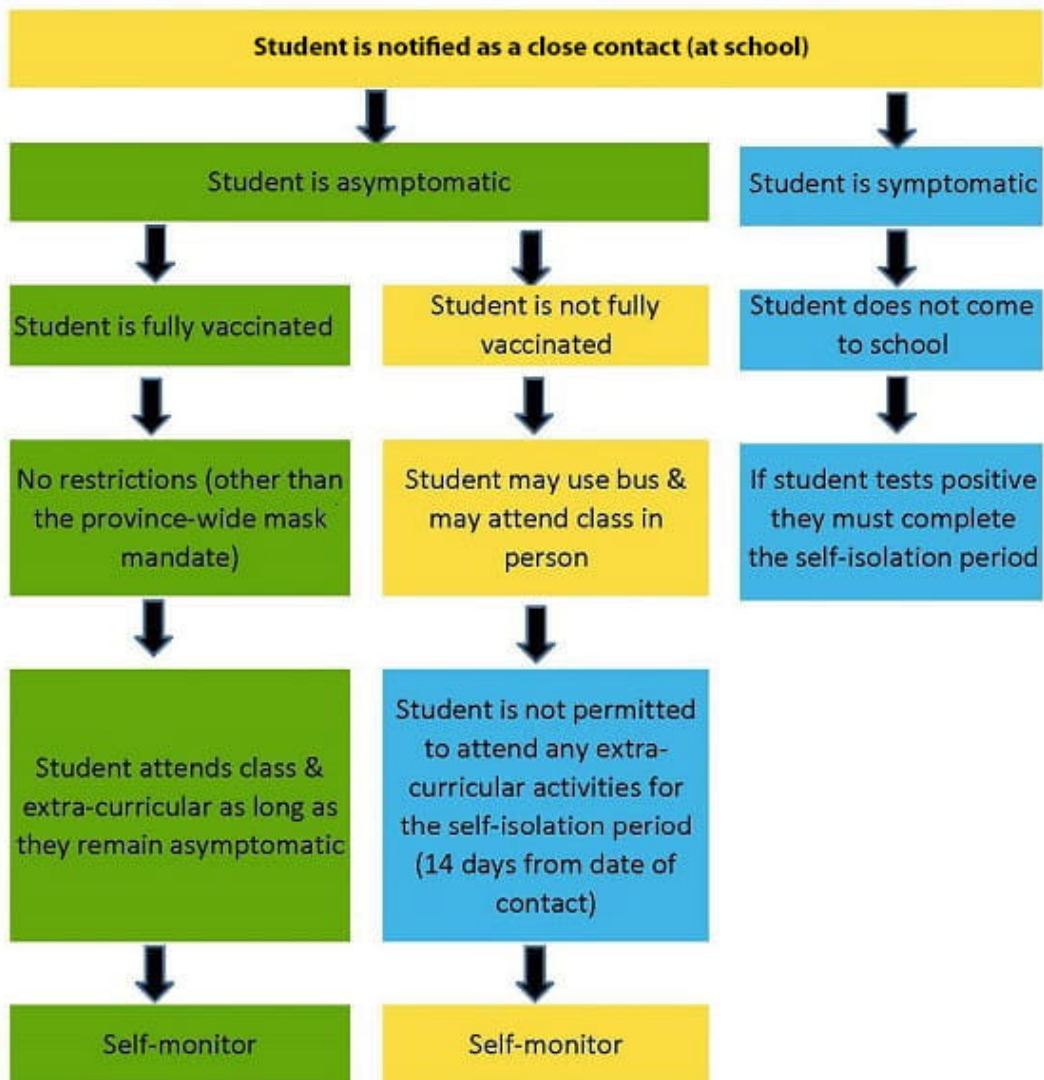 Student is notified as a close contact (at school)
Student is asymptomatic
Student is symptomatic
Student is fully vaccinated
Student is not fully
vaccinated
Student does not come
to school
No restrictions (other than
the province-wide mask
mandate)
Student may use bus &
may attend class in
person
If student tests positive
they must complete
the self-isolation period
Student attends class &
extra-curricular as long as
they remain asymptomatic
Student is not permitted
to attend any extra-
curricular activities for
the self-isolation period
(14 days from date of
contact)
Self-monitor
Self-monitor